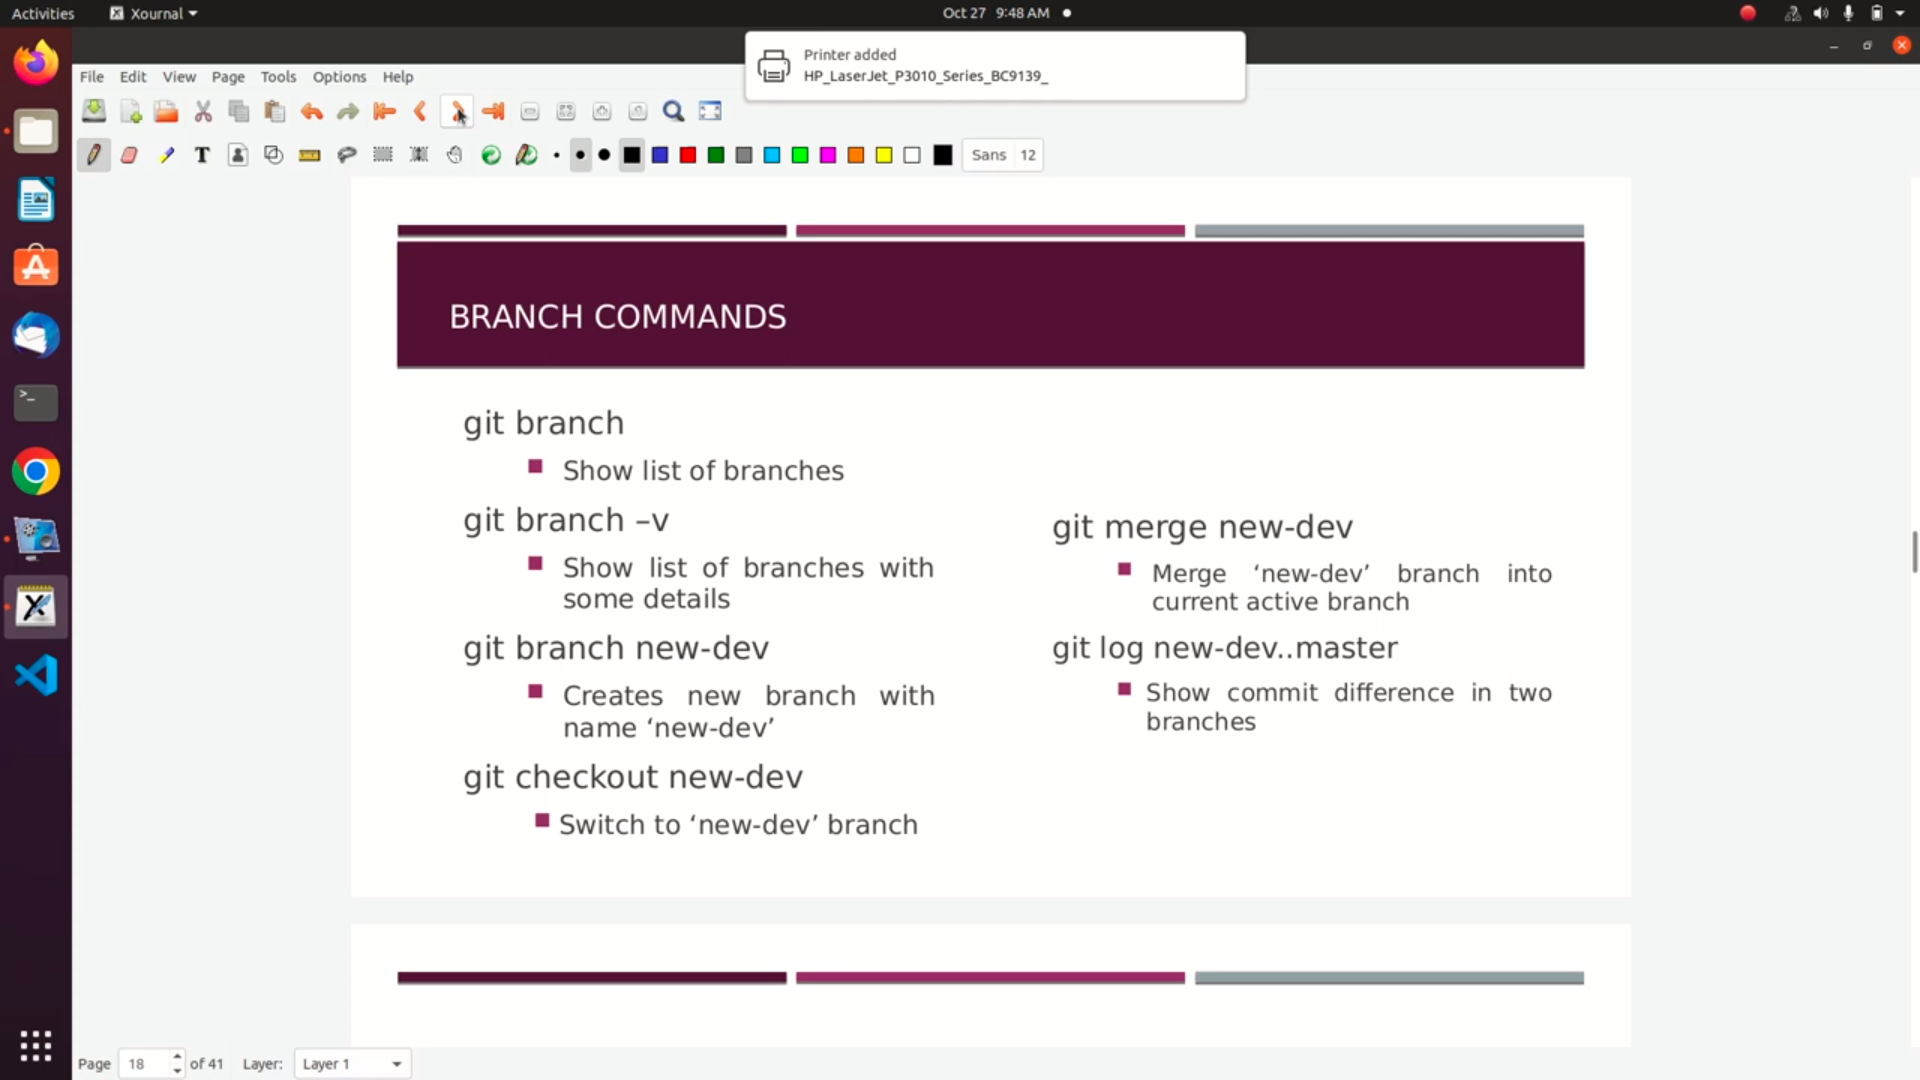 Activities
Xournal
Oct 27 9:48 AM
Printer added
HP_LaserJet_P3010_Series_BC9139_
File Edit View Page Tools Options Help
Sans 12
BRANCH COMMANDS
git branch
Show list of branches
git branch –v
Show list of branches with
some details
git branch new-dev
Creates new branch with
name ‘new-dev’
git checkout new-dev
Switch to ‘new-dev’ branch
git merge new-dev
Merge ‘new-dev’ branch into
current active branch
git log new-dev..master
Show commit difference in two
branches
Page 18 of 41 Layer: Layer 1